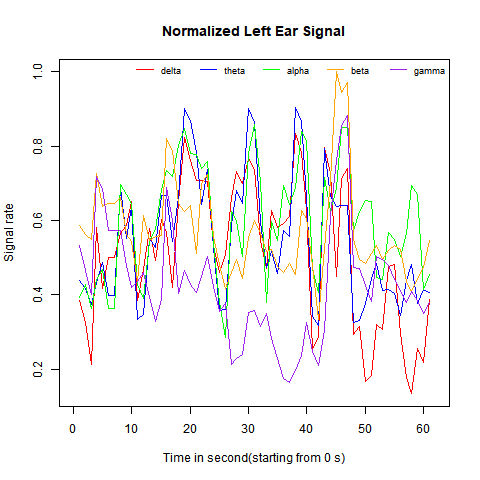 Normalized Left Ear Signal
delta theta alpha beta gamma
Signal rate
1.0
0.8
0.6
0.4
0.2
0 10 20 30 40 50 60
Time in second(starting from 0 s)